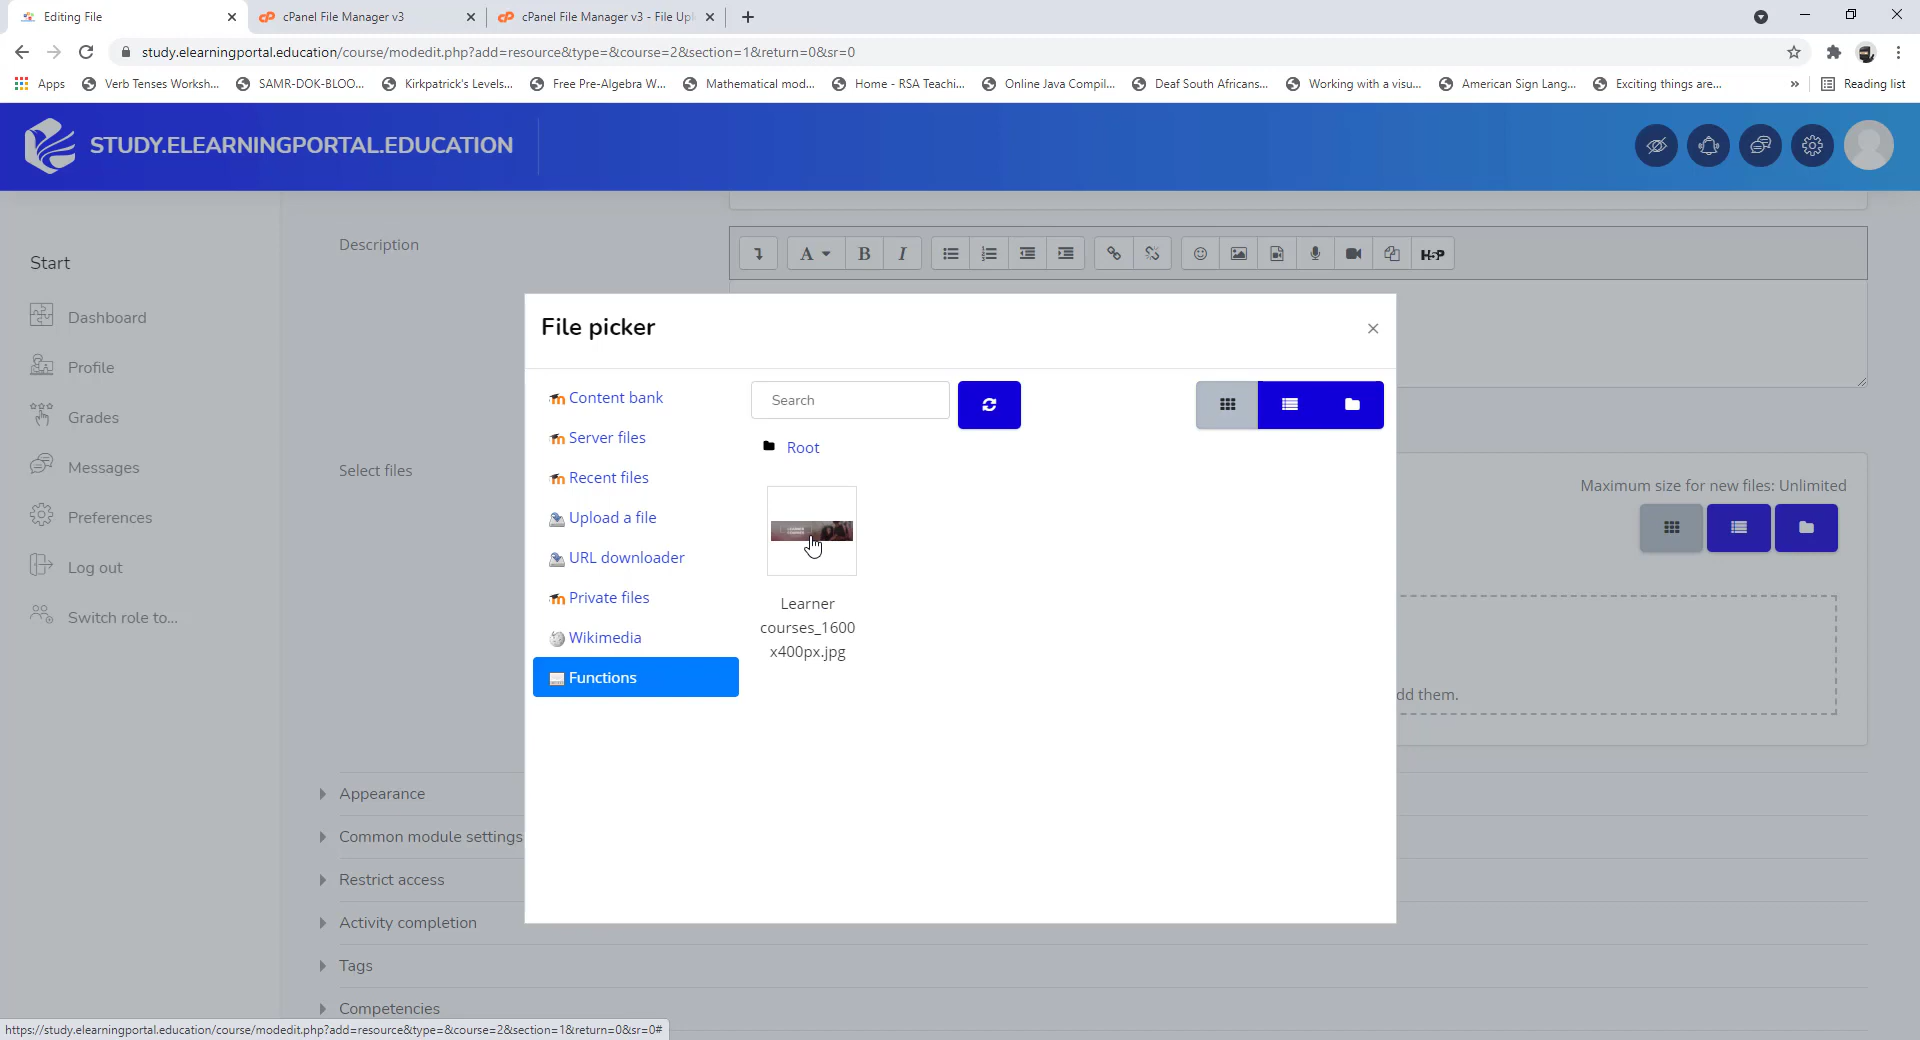 Editing File
cPanel File Manager v3
cPanel File Manager v3 - File Upl
study.elearningportal.education/course/modedit.php?add=resource&type=&course=2&section=1&return=0&sr=0
Apps
Verb Tenses Worksh...
SAMR-DOK-BLOO...
Kirkpatrick's Levels...
Free Pre-Algebra W...
Mathematical mod...
Home - RSA Teachi...
Online Java Compil...
Deaf South Africans...
Working with a visu...
American Sign Lang...
Exciting things are...
»
Reading list
STUDY.ELEARNINGPORTAL.EDUCATION
Start
Dashboard
Profile
Grades
Messages
Preferences
Log out
Switch role to...
Description
A
B
I
H5P
Select files
Maximum size for new files: Unlimited
dd them.
File picker
×
Content bank
Server files
Recent files
Upload a file
URL downloader
Private files
Wikimedia
Functions
Search
Root
Learner
courses_1600
x400px.jpg
Appearance
Common module settings
Restrict access
Activity completion
Tags
Competencies
https://study.elearningportal.education/course/modedit.php?add=resource&type=&course=2&section=1&return=0&sr=0#